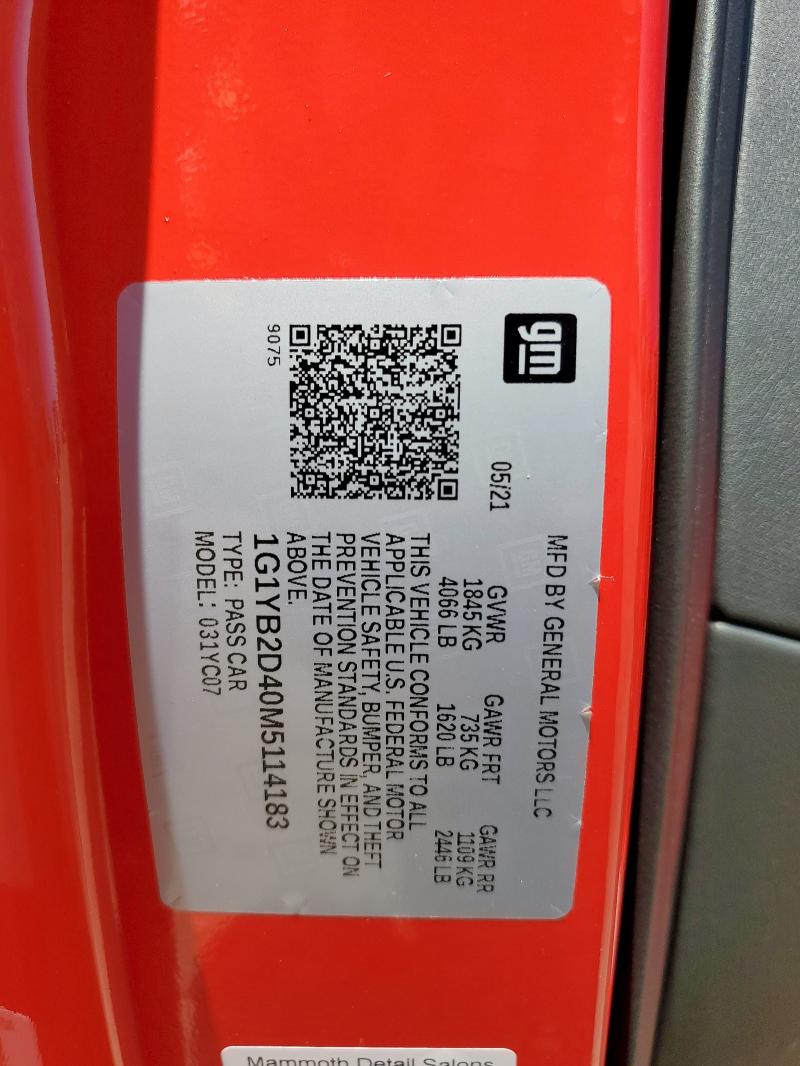 gm
05/21
MFD BY GENERAL MOTORS LLC
GVWR GAWR FRT GAWR RR
1845 KG 735 KG 1109 KG
4066 LB 1620 LB 2446 LB
THIS VEHICLE CONFORMS TO ALL
APPLICABLE U.S. FEDERAL MOTOR
VEHICLE SAFETY, BUMPER, AND THEFT
PREVENTION STANDARDS IN EFFECT ON
THE DATE OF MANUFACTURE SHOWN
ABOVE.
1G1YB2D40M5114183
TYPE: PASS CAR
MODEL: 031YC07
9075
Mammoth Detail Salons